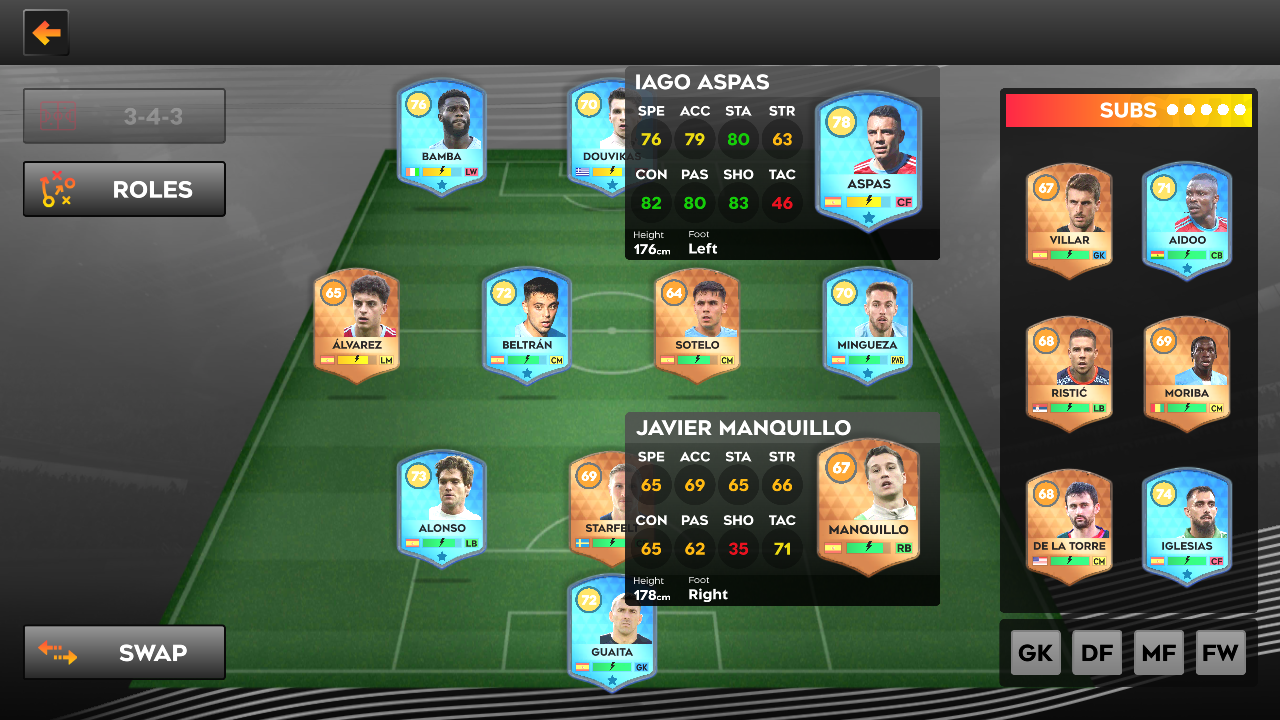 3-4-3
ROLES
SWAP
76
BAMBA
LW
70
DOUVIKAS
IAGO ASPAS
SPE ACC STA STR
76 79 80 63
CON PAS SHO TAC
82 80 83 46
Height Foot
176cm Left
78
ASPAS
CF
65
ÁLVAREZ
LM
72
BELTRÁN
CM
64
SOTELO
CM
70
MINGUEZA
RWB
73
ALONSO
LB
69
STARFELT
JAVIER MANQUILLO
SPE ACC STA STR
65 69 65 66
CON PAS SHO TAC
65 62 35 71
Height Foot
178cm Right
67
MANQUILLO
RB
72
GUAITA
GK
SUBS
67
VILLAR
GK
71
AIDOO
CB
68
RISTIĆ
LB
69
MORIBA
CM
68
DE LA TORRE
CM
74
IGLESIAS
CF
GK DF MF FW